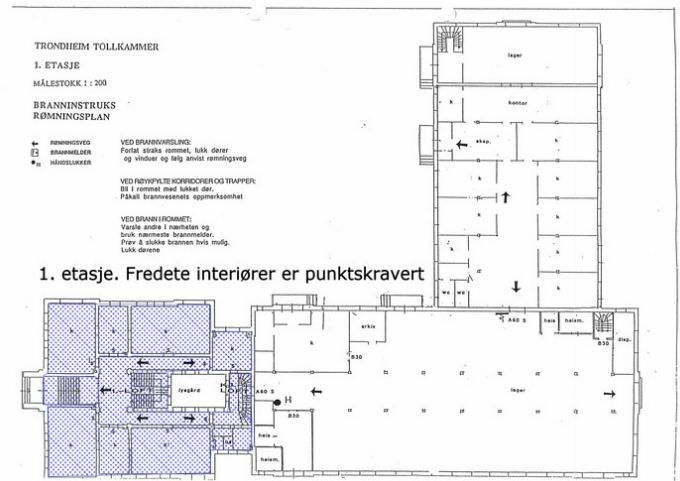 TRONDHEIM TOLLKAMMER
1. ETASJE
MÅLESTOKK 1 : 200
BRANNINSTRUKS
RØMNINGSPLAN
RØMNINGSVEG
BRANNMELDER
H HÅNDSLUKKER
VED BRANNVARSLING:
Forlat straks rommet, lukk dører
og vinduer og følg anvist rømningsveg
VED RØYKFYLTE KORRIDORER OG TRAPPER:
Bli i rommet med lukket dør.
Påkall brannvesenets oppmerksomhet
VED BRANN I ROMMET:
Varsle andre i nærheten og
bruk nærmeste brannmelder.
Prøv å slukke brannen hvis mulig.
Lukk dørene
1. etasje. Fredete interiører er punktskravert
lager
k
kontor
k
eksp.
k
k
k
k
k
k
k
wc
wc
A60 S
heis
heism.
B30
disp.
arkiv
k
B30
lager
A60 S
H
B30
heis
heism.
k
k
k
k
lysgård
k
k
k